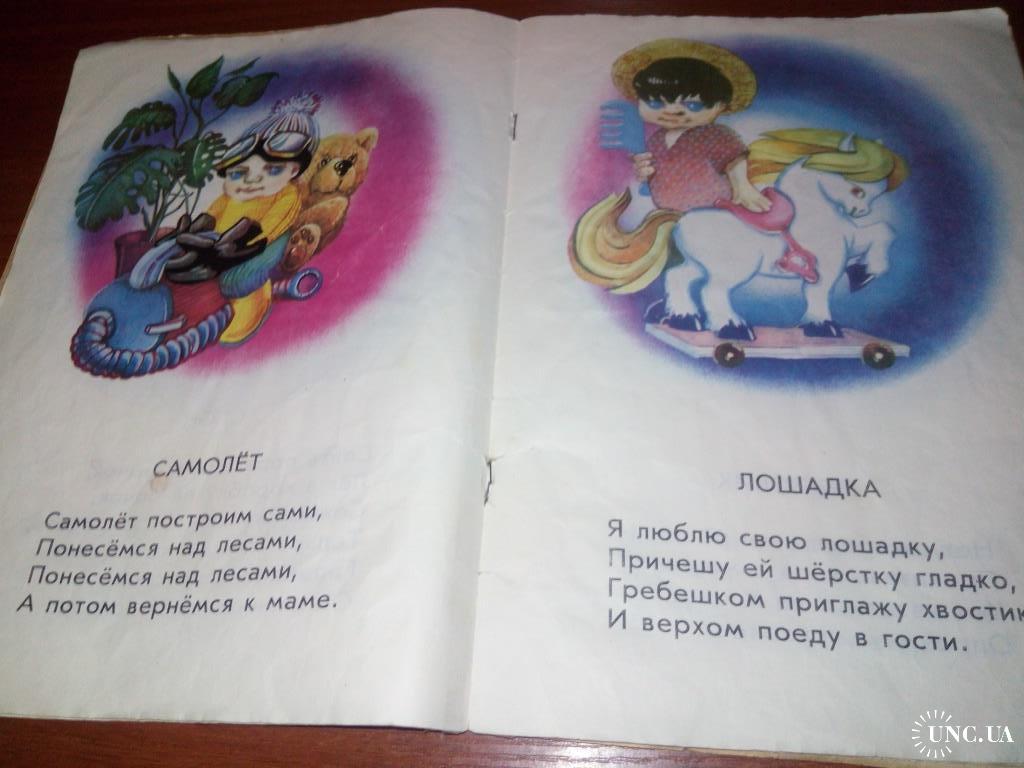 САМОЛЁТ
Самолёт построим сами,
Понесёмся над лесами,
Понесёмся над лесами,
А потом вернёмся к маме.
ЛОШАДКА
Я люблю свою лошадку,
Причешу ей шёрстку гладко,
Гребешком приглажу хвостик
И верхом поеду в гости.
UNC.UA